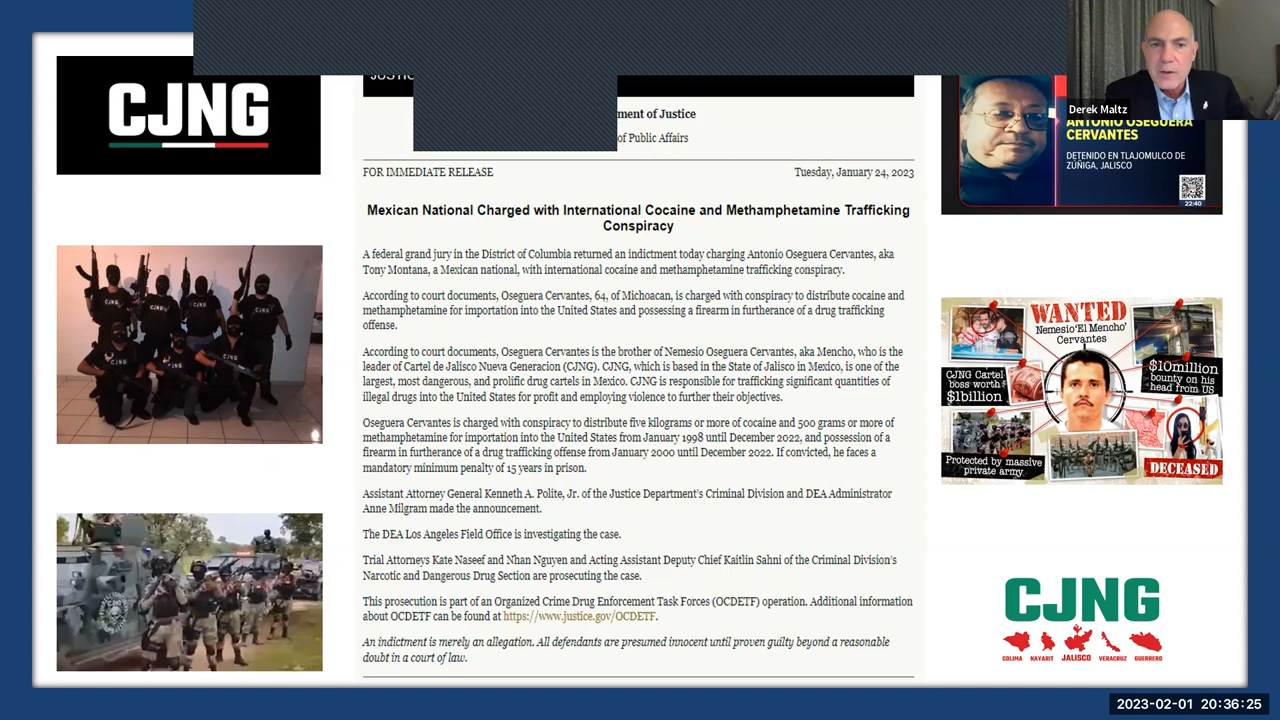 CJNG
JUSTIC
ment of Justice
of Public Affairs
FOR IMMEDIATE RELEASE
Tuesday, January 24, 2023
Mexican National Charged with International Cocaine and Methamphetamine Trafficking
Conspiracy
A federal grand jury in the District of Columbia returned an indictment today charging Antonio Oseguera Cervantes, aka
Tony Montana, a Mexican national, with international cocaine and methamphetamine trafficking conspiracy.
According to court documents, Oseguera Cervantes, 64, of Michoacan, is charged with conspiracy to distribute cocaine and
methamphetamine for importation into the United States and possessing a firearm in furtherance of a drug trafficking
offense.
According to court documents, Oseguera Cervantes is the brother of Nemesio Oseguera Cervantes, aka Mencho, who is the
leader of Cartel de Jalisco Nueva Generacion (CJNG). CJNG, which is based in the State of Jalisco in Mexico, is one of the
largest, most dangerous, and prolific drug cartels in Mexico. CJNG is responsible for trafficking significant quantities of
illegal drugs into the United States for profit and employing violence to further their objectives.
Oseguera Cervantes is charged with conspiracy to distribute five kilograms or more of cocaine and 500 grams or more of
methamphetamine for importation into the United States from January 1998 until December 2022, and possession of a
firearm in furtherance of a drug trafficking offense from January 2000 until December 2022. If convicted, he faces a
mandatory minimum penalty of 15 years in prison.
Assistant Attorney General Kenneth A. Polite, Jr. of the Justice Department's Criminal Division and DEA Administrator
Anne Milgram made the announcement.
The DEA Los Angeles Field Office is investigating the case.
Trial Attorneys Kate Naseef and Nhan Nguyen and Acting Assistant Deputy Chief Kaitlin Sahni of the Criminal Division's
Narcotic and Dangerous Drug Section are prosecuting the case.
This prosecution is part of an Organized Crime Drug Enforcement Task Forces (OCDETF) operation. Additional information
about OCDETF can be found at https://www.justice.gov/OCDETF.
An indictment is merely an allegation. All defendants are presumed innocent until proven guilty beyond a reasonable
doubt in a court of law.
Derek Maltz
ANTONIO OSEGUERA
CERVANTES
DETENIDO EN TLAJOMULCO DE
ZÚÑIGA, JALISCO
22:40
WANTED
Nemesio 'El Mencho'
Cervantes
CJNG Cartel
boss worth
$1billion
$10million
bounty on his
head from US
Protected by massive
private army
DECEASED
CJNG
COLIMA NAYARIT JALISCO VERACRUZ GUERRERO
CJNG
CJNG
CJNG
CJNG
CJNG
CJNG
2023-02-01 20:36:25